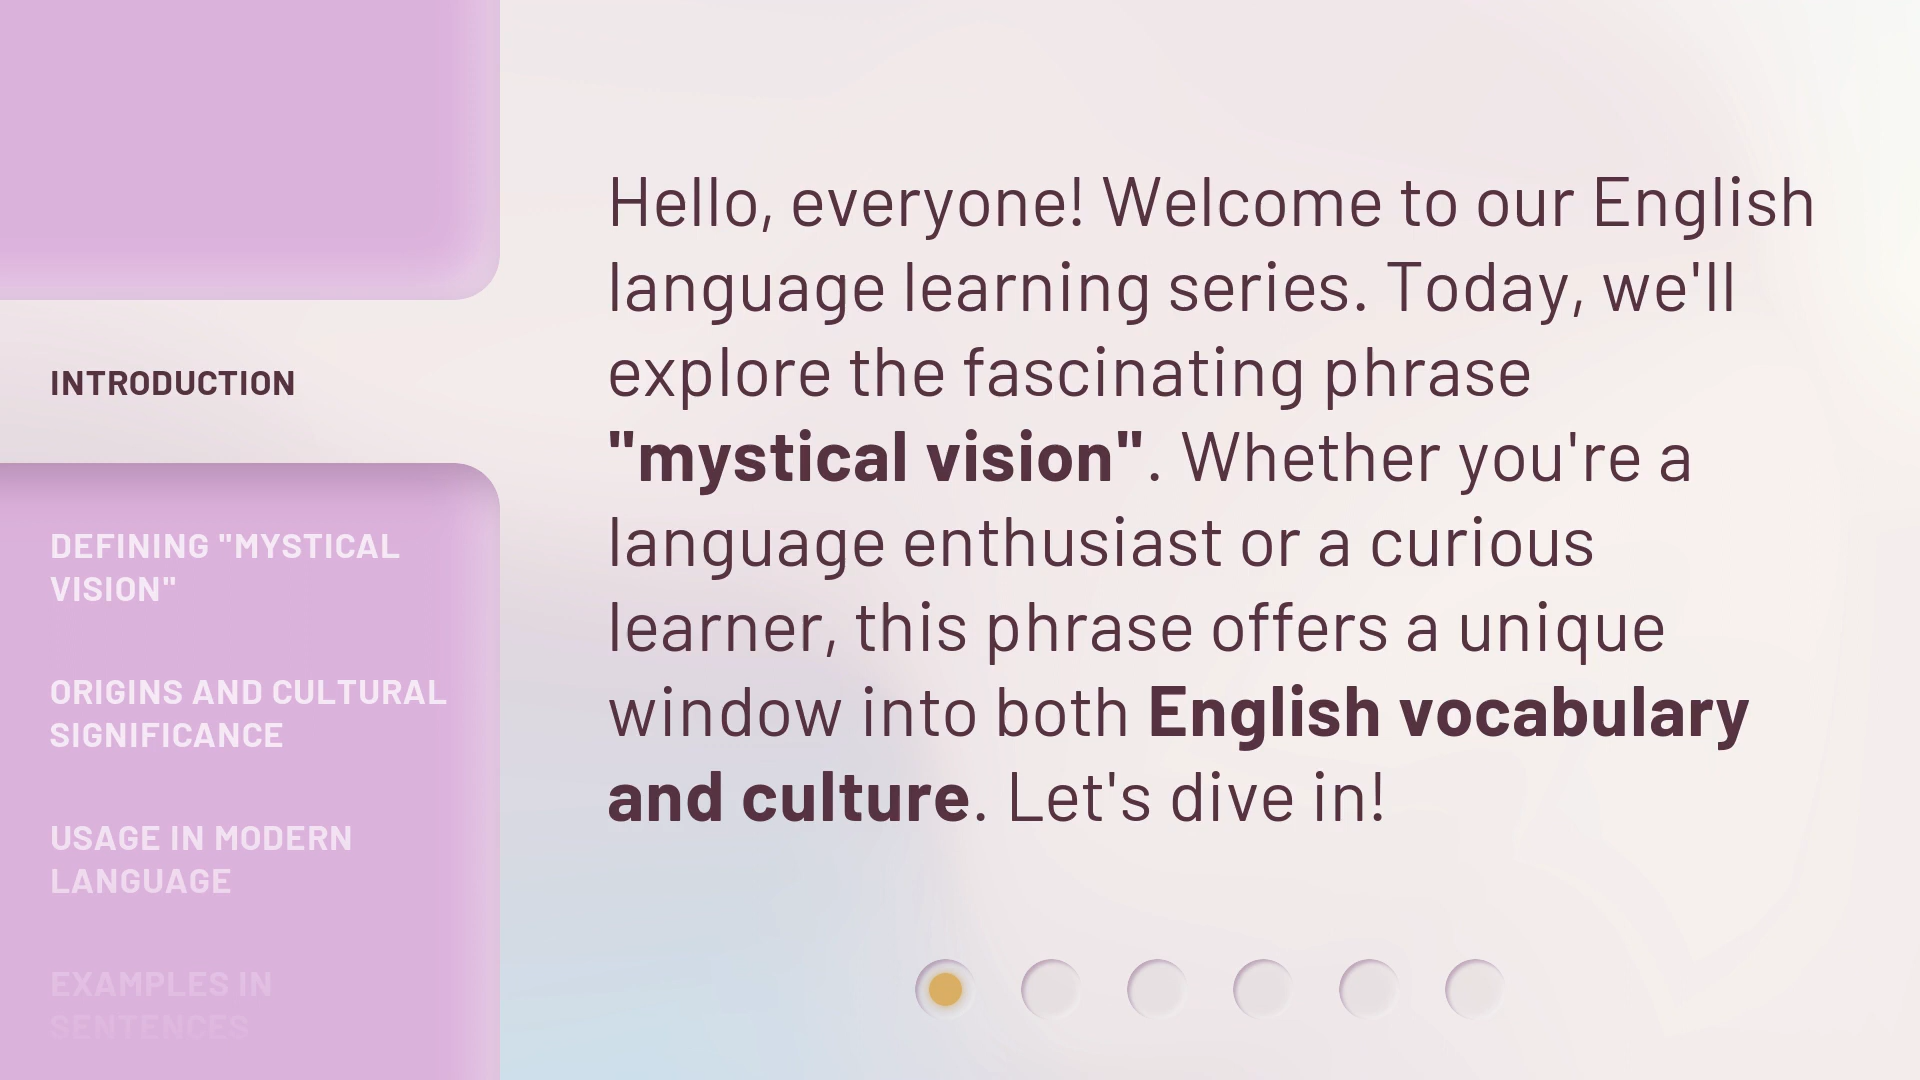 INTRODUCTION
DEFINING "MYSTICAL
VISION"
ORIGINS AND CULTURAL
SIGNIFICANCE
USAGE IN MODERN
LANGUAGE
EXAMPLES IN
SENTENCES
Hello, everyone! Welcome to our English
language learning series. Today, we'll
explore the fascinating phrase
"mystical vision". Whether you're a
language enthusiast or a curious
learner, this phrase offers a unique
window into both English vocabulary
and culture. Let's dive in!